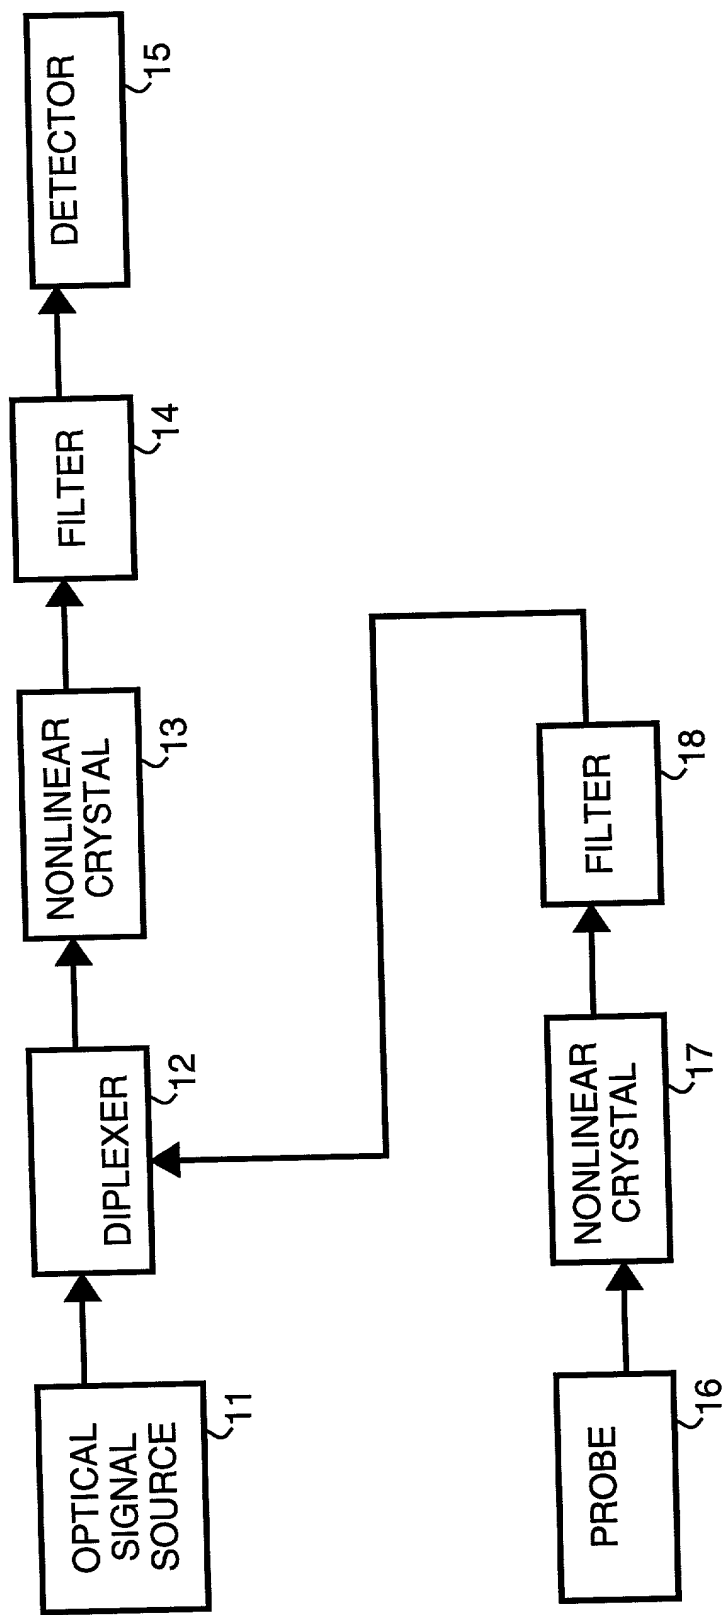 OPTICAL
SIGNAL
SOURCE
11
DIPLEXER
12
NONLINEAR
CRYSTAL
13
FILTER
14
DETECTOR
15
PROBE
16
NONLINEAR
CRYSTAL
17
FILTER
18